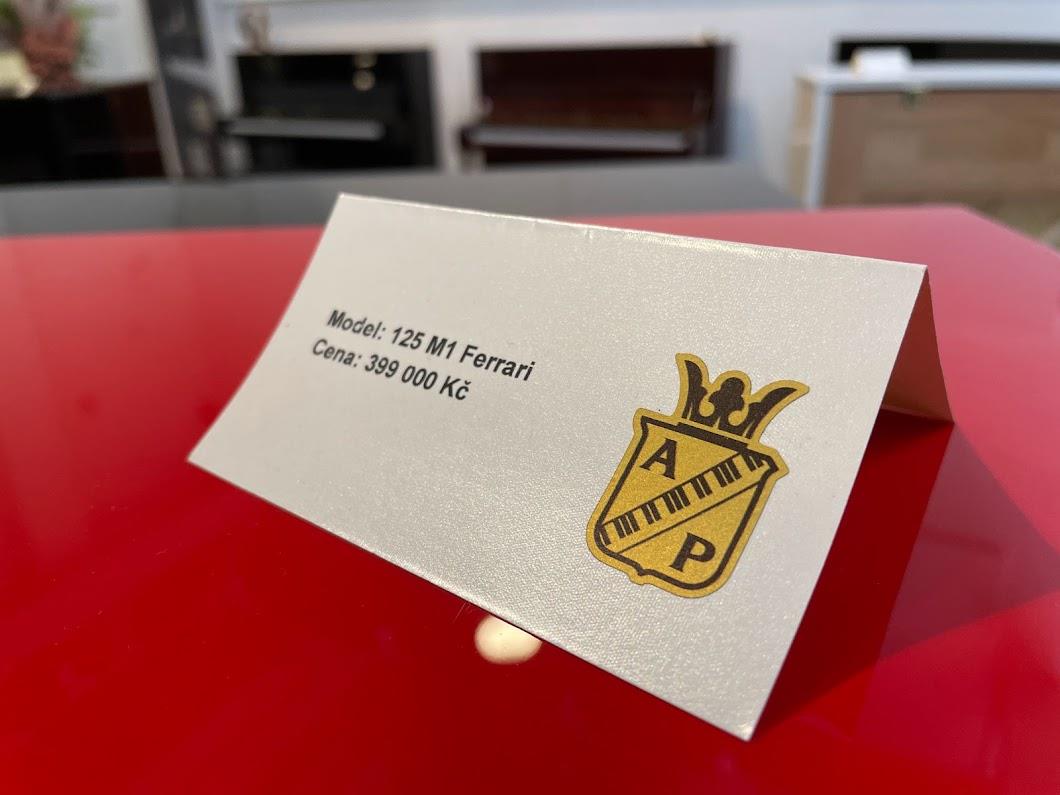 Model: 125 M1 Ferrari
Cena: 399 000 Kč
A
P